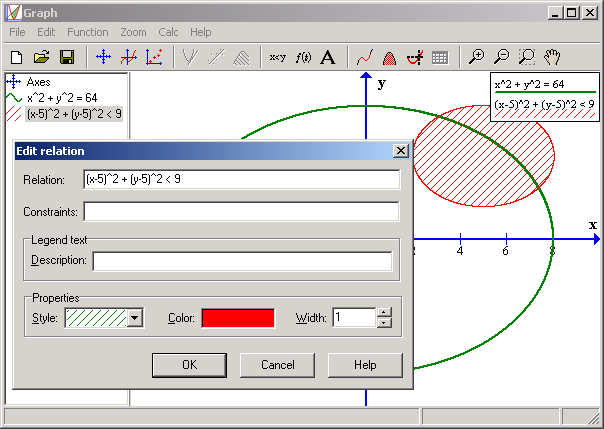 Graph
File Edit Function Zoom Calc Help
x<y f(t) A
Axes
x^2 + y^2 = 64
(x-5)^2 + (y-5)^2 < 9
y
x^2 + y^2 = 64
(x-5)^2 + (y-5)^2 < 9
x
4 6 8
Edit relation
Relation: (x-5)^2 + (y-5)^2 < 9
Constraints:
Legend text
Description:
Properties
Style: Color: Width: 1
OK Cancel Help